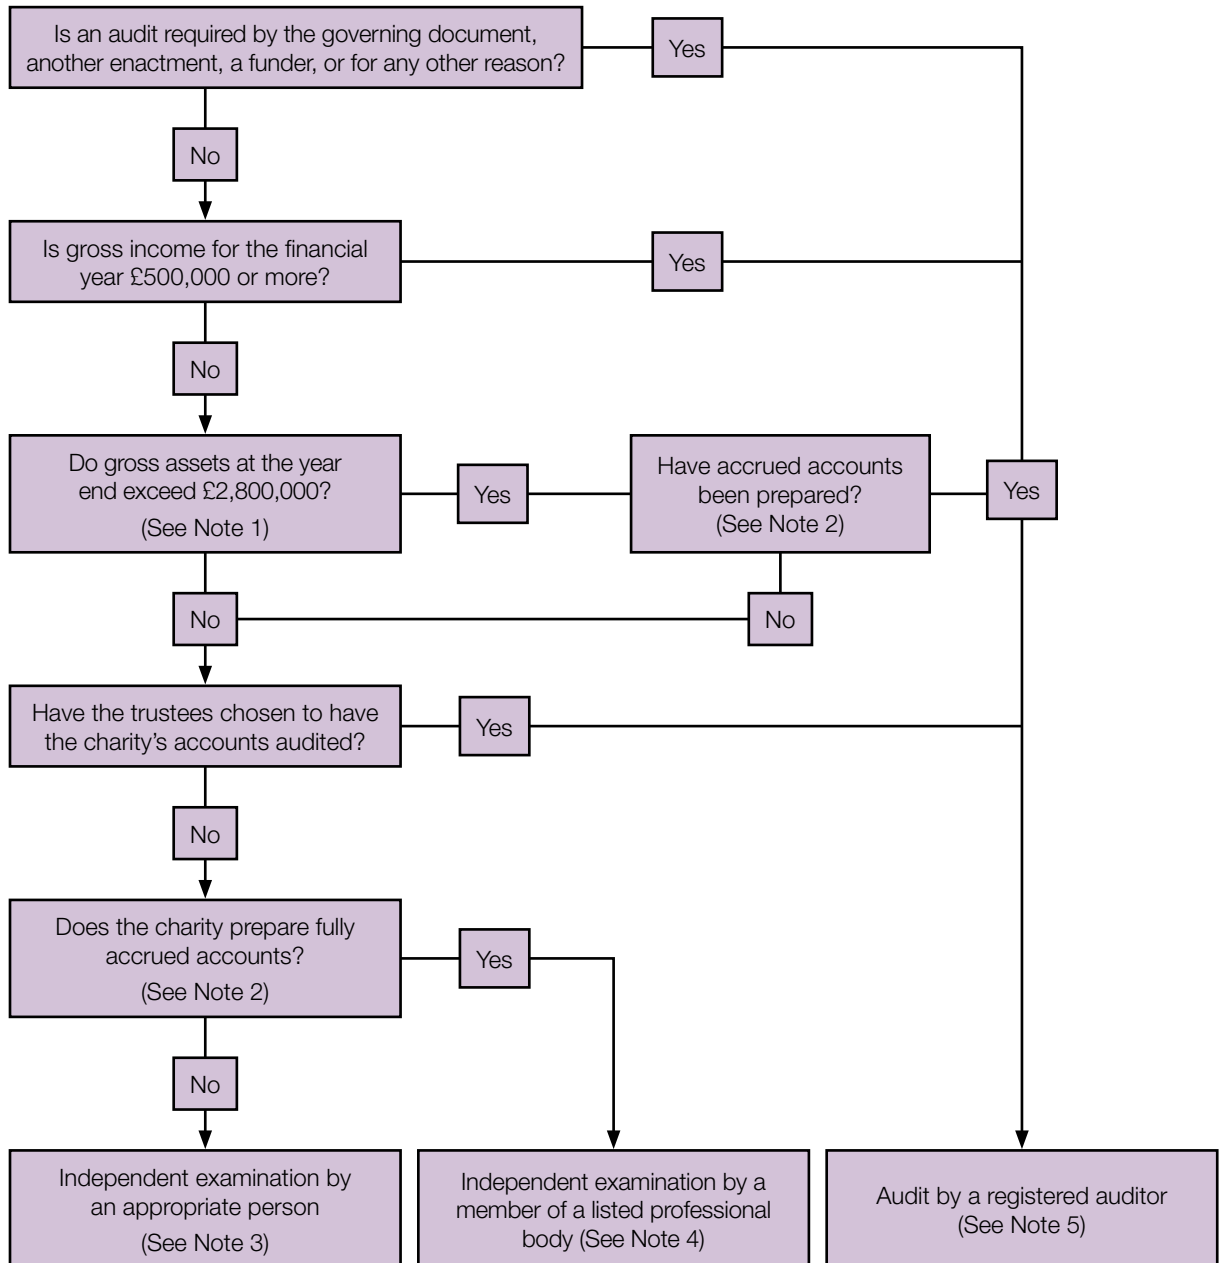 Is an audit required by the governing document,
another enactment, a funder, or for any other reason?
Yes
No
Is gross income for the financial
year £500,000 or more?
Yes
No
Do gross assets at the year
end exceed £2,800,000?
(See Note 1)
Yes
Have accrued accounts
been prepared?
(See Note 2)
Yes
No
No
Have the trustees chosen to have
the charity's accounts audited?
Yes
No
Does the charity prepare fully
accrued accounts?
(See Note 2)
Yes
No
Independent examination by
an appropriate person
(See Note 3)
Independent examination by a
member of a listed professional
body (See Note 4)
Audit by a registered auditor
(See Note 5)